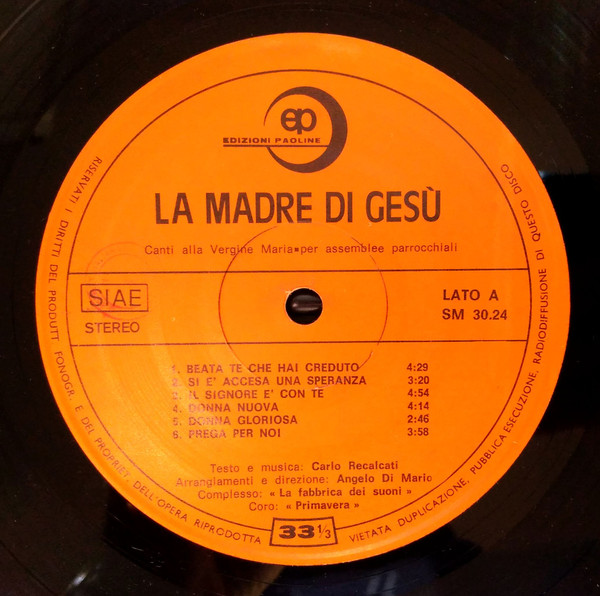 ep
EDIZIONI PAOLINE
LA MADRE DI GESÙ
Canti alla Vergine Maria▪per assemblee parrocchiali
SIAE
STEREO
LATO A
SM 30.24
1. BEATA TE CHE HAI CREDUTO 4:29
2. SI E' ACCESA UNA SPERANZA 3:20
3. IL SIGNORE E' CON TE 4:54
4. DONNA NUOVA 4:14
5. DONNA GLORIOSA 2:46
6. PREGA PER NOI 3:58
Testo e musica: Carlo Recalcati
Arrangiamenti e direzione: Angelo Di Mario
Complesso: « La fabbrica dei suoni »
Coro: « Primavera »
33 1/3
RISERVATI I DIRITTI DEL PRODUTT. FONOGR. E DEI PROPRIET. DELL'OPERA RIPRODOTTA
VIETATA DUPLICAZIONE, PUBBLICA ESECUZIONE, RADIODIFFUSIONE DI QUESTO DISCO